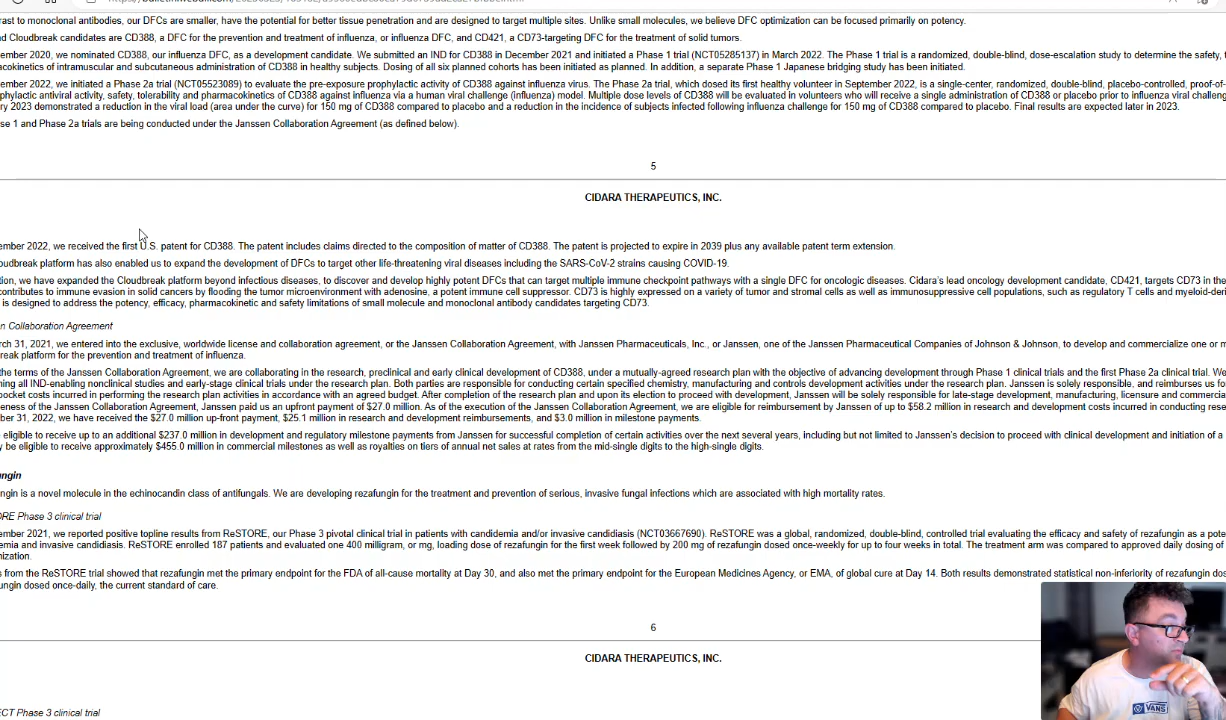 rast to monoclonal antibodies, our DFCs are smaller, have the potential for better tissue penetration and are designed to target multiple sites. Unlike small molecules, we believe DFC optimization can be focused primarily on potency.
d Cloudbreak candidates are CD388, a DFC for the prevention and treatment of influenza, or influenza DFC, and CD421, a CD73-targeting DFC for the treatment of solid tumors.
ember 2020, we nominated CD388, our influenza DFC, as a development candidate. We submitted an IND for CD388 in December 2021 and initiated a Phase 1 trial (NCT05285137) in March 2022. The Phase 1 trial is a randomized, double-blind, dose-escalation study to determine the safety, t
acokinetics of intramuscular and subcutaneous administration of CD388 in healthy subjects. Dosing of all six planned cohorts has been initiated as planned. In addition, a separate Phase 1 Japanese bridging study has been initiated.
ember 2022, we initiated a Phase 2a trial (NCT05523089) to evaluate the pre-exposure prophylactic activity of CD388 against influenza virus. The Phase 2a trial, which dosed its first healthy volunteer in September 2022, is a single-center, randomized, double-blind, placebo-controlled, proof-of-
phylactic antiviral activity, safety, tolerability and pharmacokinetics of CD388 against influenza via a human viral challenge (influenza) model. Multiple dose levels of CD388 will be evaluated in volunteers who will receive a single administration of CD388 or placebo prior to influenza viral challeng
ry 2023 demonstrated a reduction in the viral load (area under the curve) for 150 mg of CD388 compared to placebo and a reduction in the incidence of subjects infected following influenza challenge for 150 mg of CD388 compared to placebo. Final results are expected later in 2023.
se 1 and Phase 2a trials are being conducted under the Janssen Collaboration Agreement (as defined below).
5
CIDARA THERAPEUTICS, INC.
ember 2022, we received the first U.S. patent for CD388. The patent includes claims directed to the composition of matter of CD388. The patent is projected to expire in 2039 plus any available patent term extension.
oudbreak platform has also enabled us to expand the development of DFCs to target other life-threatening viral diseases including the SARS-CoV-2 strains causing COVID-19.
tion, we have expanded the Cloudbreak platform beyond infectious diseases, to discover and develop highly potent DFCs that can target multiple immune checkpoint pathways with a single DFC for oncologic diseases. Cidara's lead oncology development candidate, CD421, targets CD73 in the
contributes to immune evasion in solid cancers by flooding the tumor microenvironment with adenosine, a potent immune cell suppressor. CD73 is highly expressed on a variety of tumor and stromal cells as well as immunosuppressive cell populations, such as regulatory T cells and myeloid-deri
is designed to address the potency, efficacy, pharmacokinetic and safety limitations of small molecule and monoclonal antibody candidates targeting CD73.
n Collaboration Agreement
rch 31, 2021, we entered into the exclusive, worldwide license and collaboration agreement, or the Janssen Collaboration Agreement, with Janssen Pharmaceuticals, Inc., or Janssen, one of the Janssen Pharmaceutical Companies of Johnson & Johnson, to develop and commercialize one or m
reak platform for the prevention and treatment of influenza.
the terms of the Janssen Collaboration Agreement, we are collaborating in the research, preclinical and early clinical development of CD388, under a mutually-agreed research plan with the objective of advancing development through Phase 1 clinical trials and the first Phase 2a clinical trial. We
ming all IND-enabling nonclinical studies and early-stage clinical trials under the research plan. Both parties are responsible for conducting certain specified chemistry, manufacturing and controls development activities under the research plan. Janssen is solely responsible, and reimburses us fo
pocket costs incurred in performing the research plan activities in accordance with an agreed budget. After completion of the research plan and upon its election to proceed with development, Janssen will be solely responsible for late-stage development, manufacturing, licensure and commercia
veness of the Janssen Collaboration Agreement, Janssen paid us an upfront payment of $27.0 million. As of the execution of the Janssen Collaboration Agreement, we are eligible for reimbursement by Janssen of up to $58.2 million in research and development costs incurred in conducting rese
ber 31, 2022, we have received the $27.0 million up-front payment, $25.1 million in research and development reimbursements, and $3.0 million in milestone payments.
eligible to receive up to an additional $237.0 million in development and regulatory milestone payments from Janssen for successful completion of certain activities over the next several years, including but not limited to Janssen's decision to proceed with clinical development and initiation of a
y be eligible to receive approximately $455.0 million in commercial milestones as well as royalties on tiers of annual net sales at rates from the mid-single digits to the high-single digits.
ungin
ngin is a novel molecule in the echinocandin class of antifungals. We are developing rezafungin for the treatment and prevention of serious, invasive fungal infections which are associated with high mortality rates.
ORE Phase 3 clinical trial
ember 2021, we reported positive topline results from ReSTORE, our Phase 3 pivotal clinical trial in patients with candidemia and/or invasive candidiasis (NCT03667690). ReSTORE was a global, randomized, double-blind, controlled trial evaluating the efficacy and safety of rezafungin as a pote
emia and invasive candidiasis. ReSTORE enrolled 187 patients and evaluated one 400 milligram, or mg, loading dose of rezafungin for the first week followed by 200 mg of rezafungin dosed once-weekly for up to four weeks in total. The treatment arm was compared to approved daily dosing of
nization.
s from the ReSTORE trial showed that rezafungin met the primary endpoint for the FDA of all-cause mortality at Day 30, and also met the primary endpoint for the European Medicines Agency, or EMA, of global cure at Day 14. Both results demonstrated statistical non-inferiority of rezafungin dos
ungin dosed once-daily, the current standard of care.
6
CIDARA THERAPEUTICS, INC.
VANS
ECT Phase 3 clinical trial